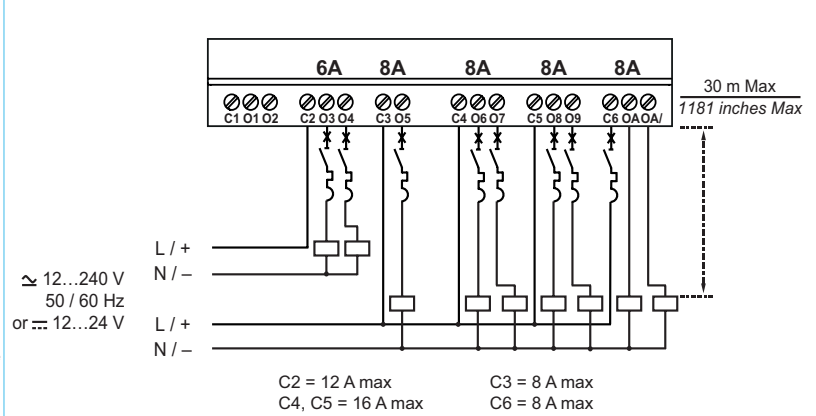 6A 8A 8A 8A 8A
C1 O1 O2 C2 O3 O4 C3 O5 C4 O6 O7 C5 O8 O9 C6 OA OA/
30 m Max
1181 inches Max
L / +
N / –
≃ 12…240 V
50 / 60 Hz
or ⎓ 12…24 V
L / +
N / –
C2 = 12 A max C3 = 8 A max
C4, C5 = 16 A max C6 = 8 A max